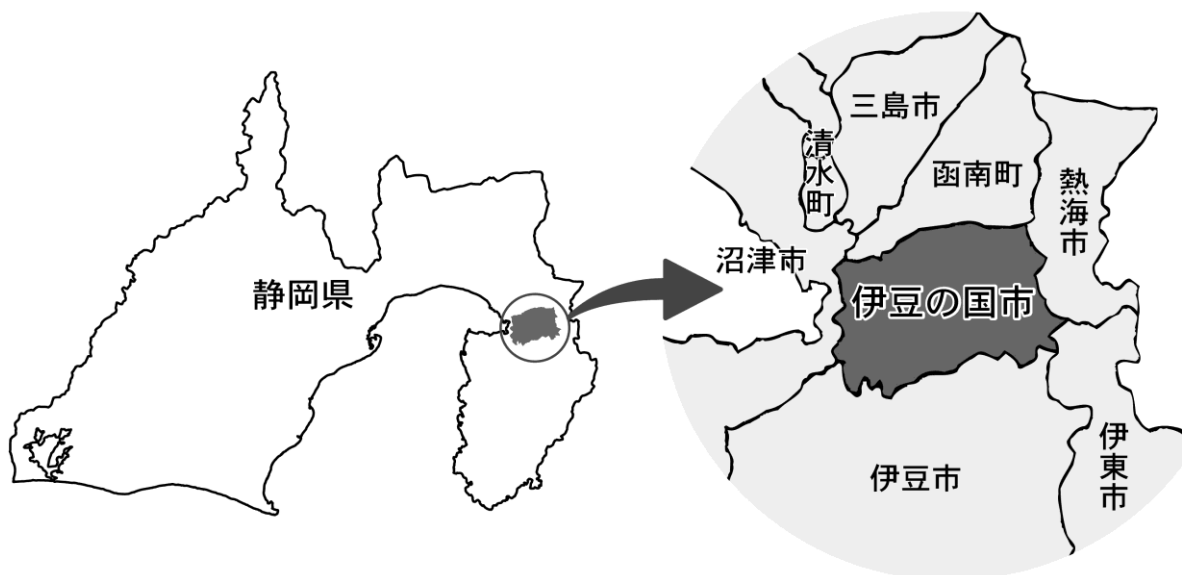 静岡県
三島市
清水町
函南町
熱海市
沼津市
伊豆の国市
伊豆市
伊東市